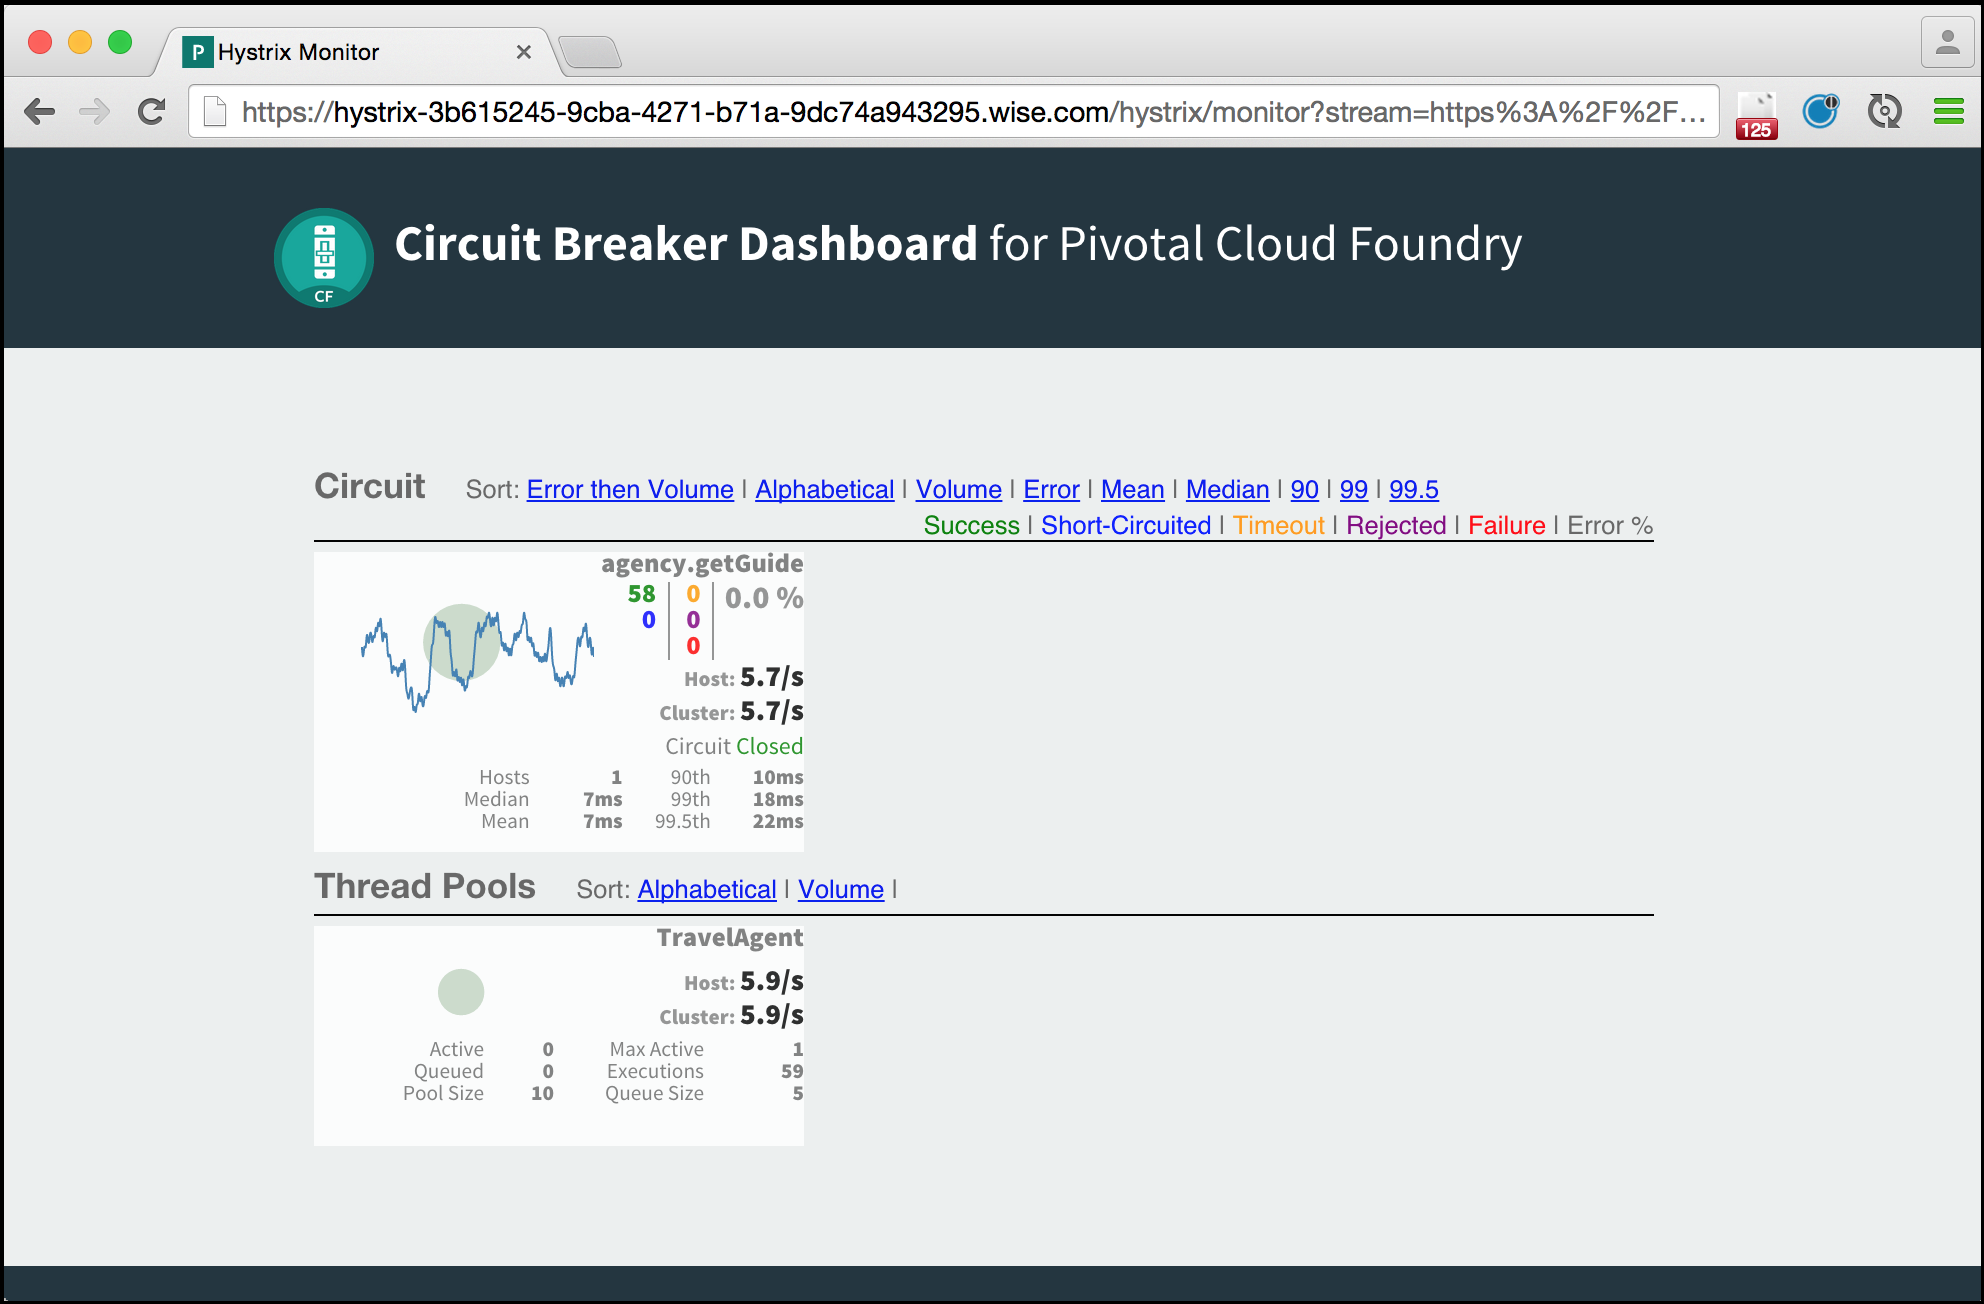 P Hystrix Monitor
https://hystrix-3b615245-9cba-4271-b71a-9dc74a943295.wise.com/hystrix/monitor?stream=https%3A%2F%2F...
125
CF
Circuit Breaker Dashboard for Pivotal Cloud Foundry
Circuit Sort: Error then Volume | Alphabetical | Volume | Error | Mean | Median | 90 | 99 | 99.5
Success | Short-Circuited | Timeout | Rejected | Failure | Error %
agency.getGuide
58 0 0.0 %
0 0
0
Host: 5.7/s
Cluster: 5.7/s
Circuit Closed
Hosts 1 90th 10ms
Median 7ms 99th 18ms
Mean 7ms 99.5th 22ms
Thread Pools Sort: Alphabetical | Volume |
TravelAgent
Host: 5.9/s
Cluster: 5.9/s
Active 0 Max Active 1
Queued 0 Executions 59
Pool Size 10 Queue Size 5